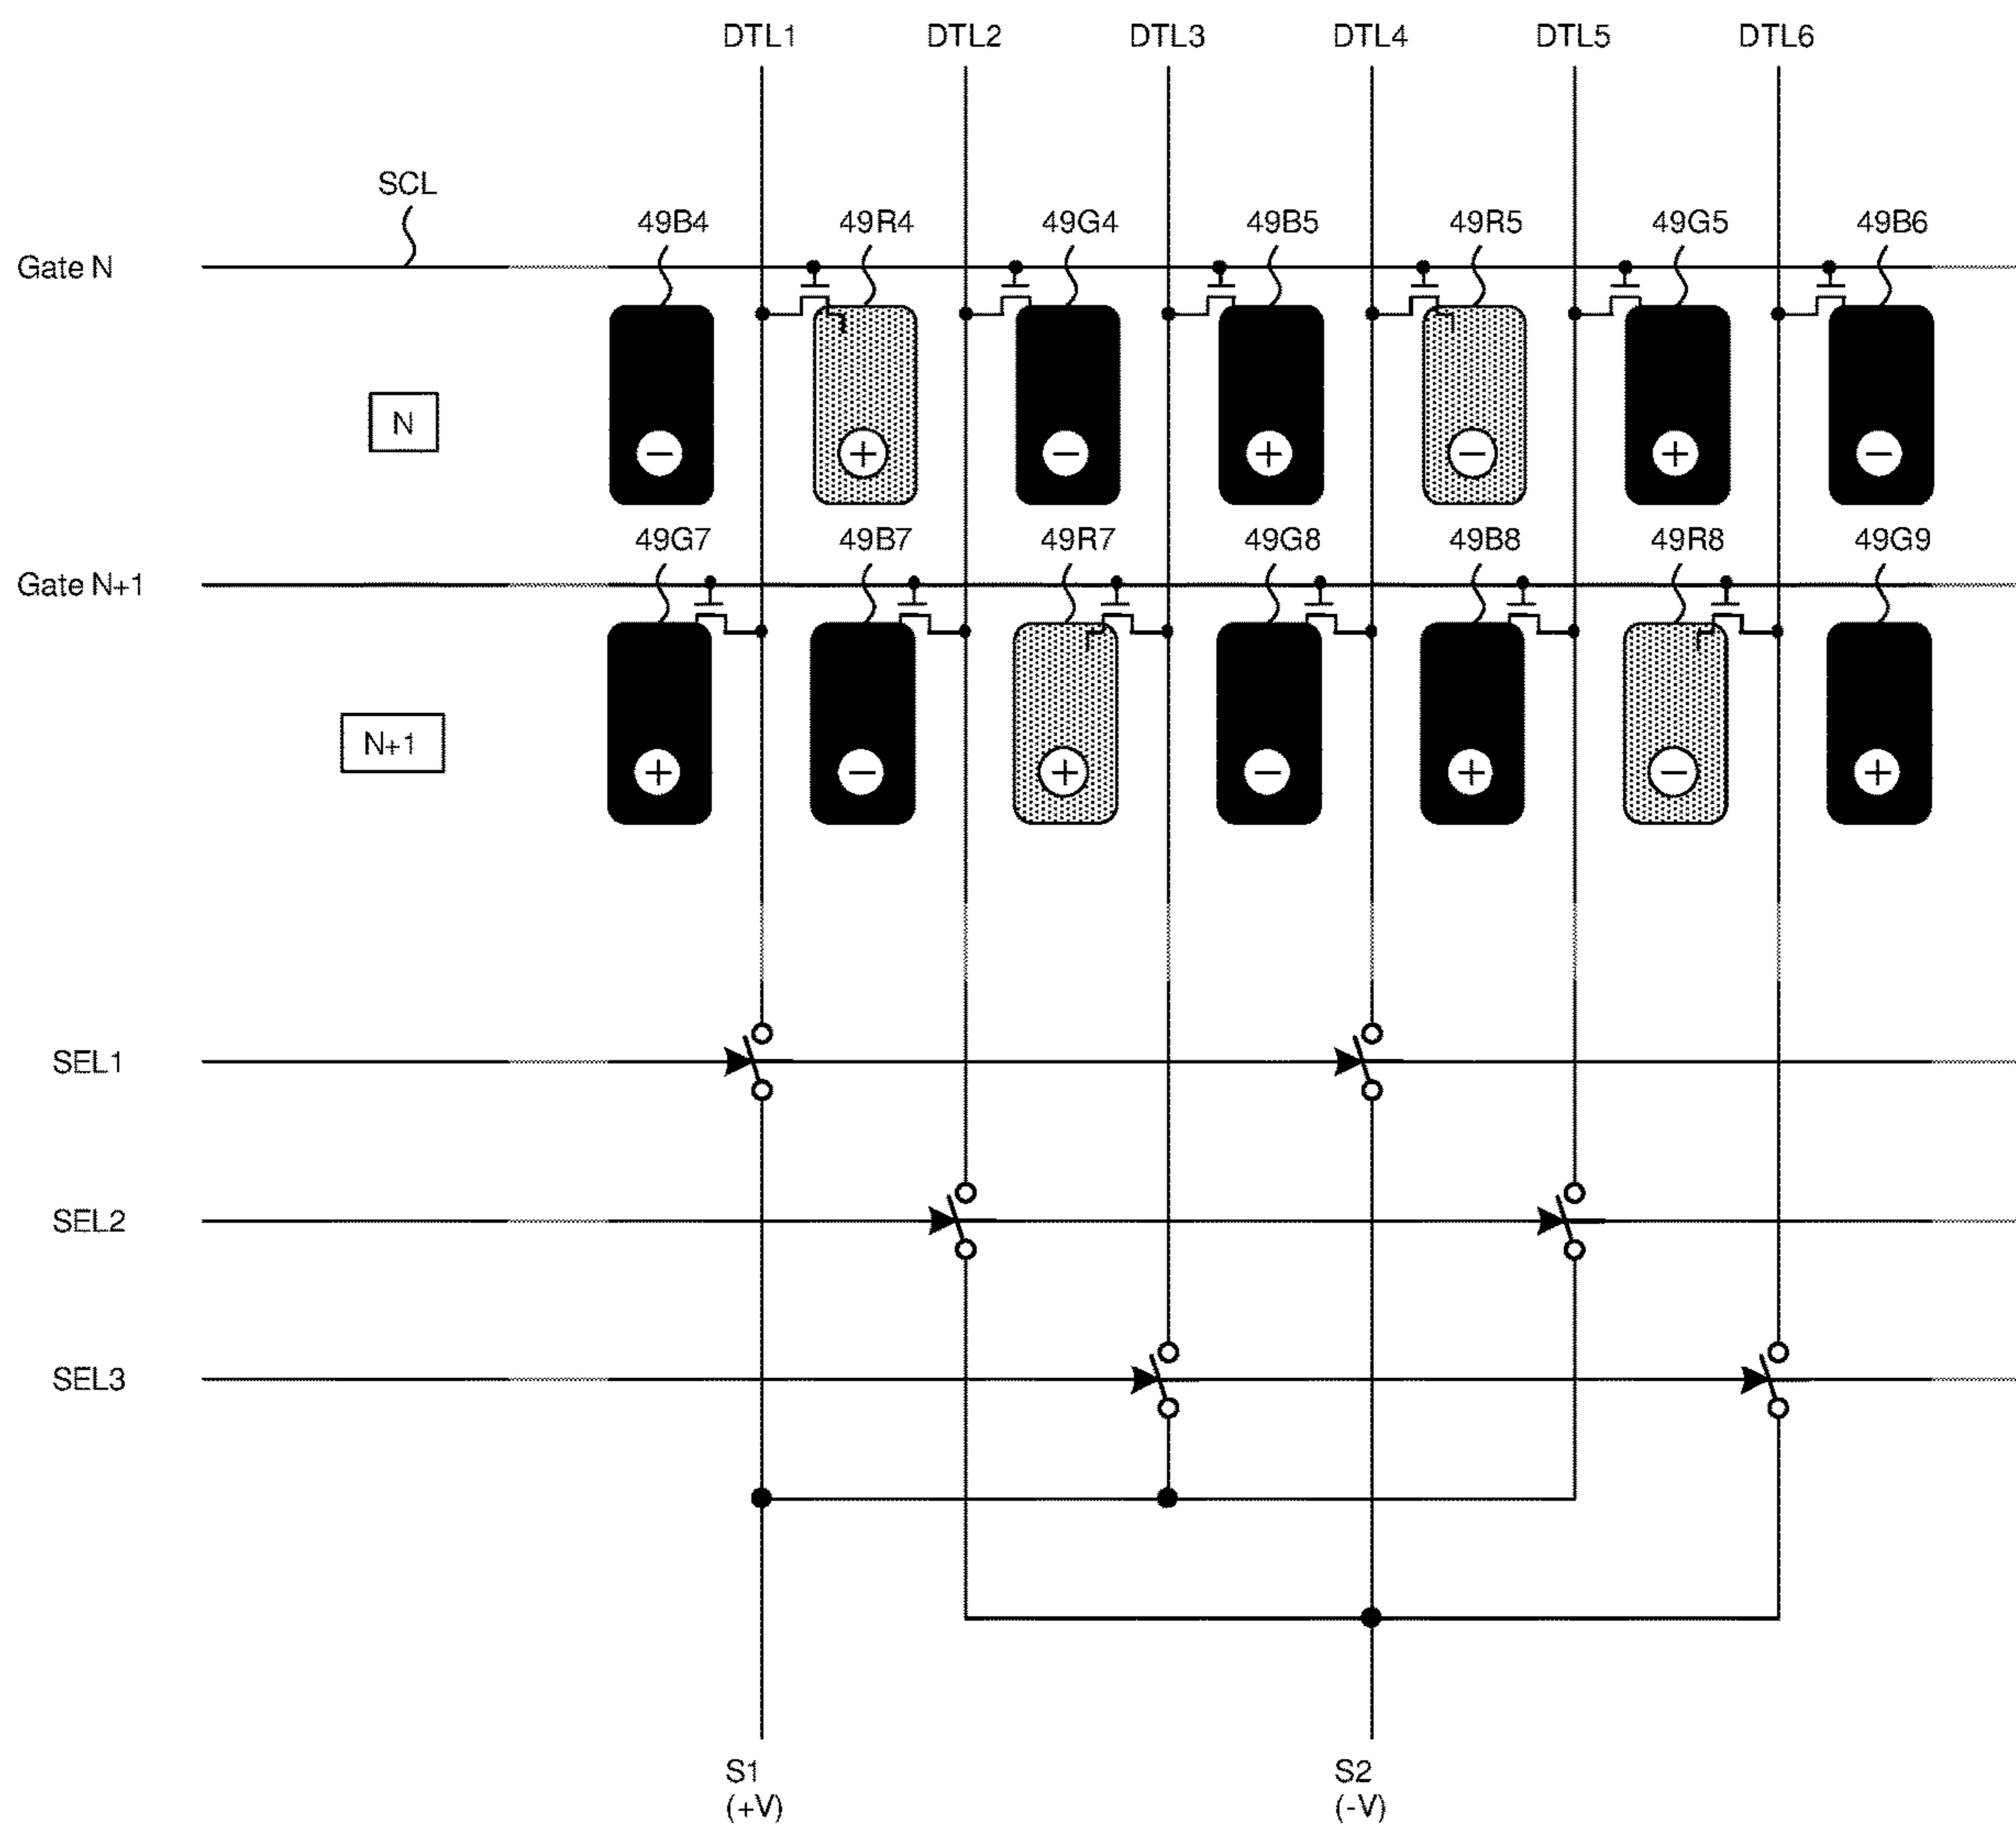 DTL1 DTL2 DTL3 DTL4 DTL5 DTL6
SCL
49B4 49R4 49G4 49B5 49R5 49G5 49B6
Gate N
N
− + − + − + −
49G7 49B7 49R7 49G8 49B8 49R8 49G9
Gate N+1
N+1
+ − + − + − +
SEL1
SEL2
SEL3
S1 S2
(+V) (-V)